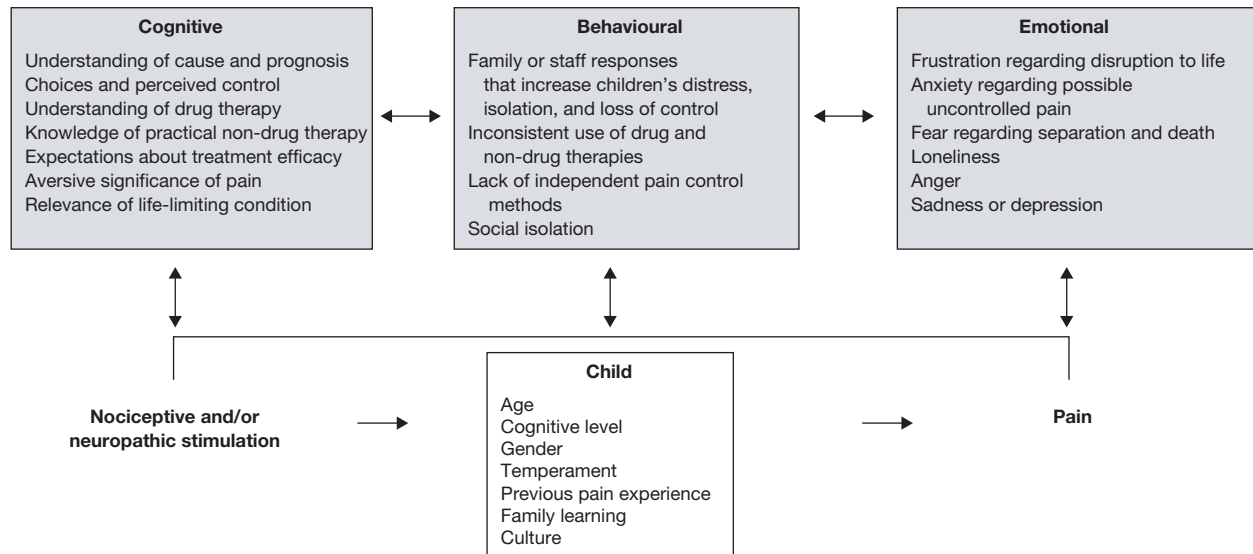 Cognitive
Understanding of cause and prognosis
Choices and perceived control
Understanding of drug therapy
Knowledge of practical non-drug therapy
Expectations about treatment efficacy
Aversive significance of pain
Relevance of life-limiting condition
Behavioural
Family or staff responses
that increase children’s distress,
isolation, and loss of control
Inconsistent use of drug and
non-drug therapies
Lack of independent pain control
methods
Social isolation
Emotional
Frustration regarding disruption to life
Anxiety regarding possible
uncontrolled pain
Fear regarding separation and death
Loneliness
Anger
Sadness or depression
Nociceptive and/or
neuropathic stimulation
Child
Age
Cognitive level
Gender
Temperament
Previous pain experience
Family learning
Culture
Pain